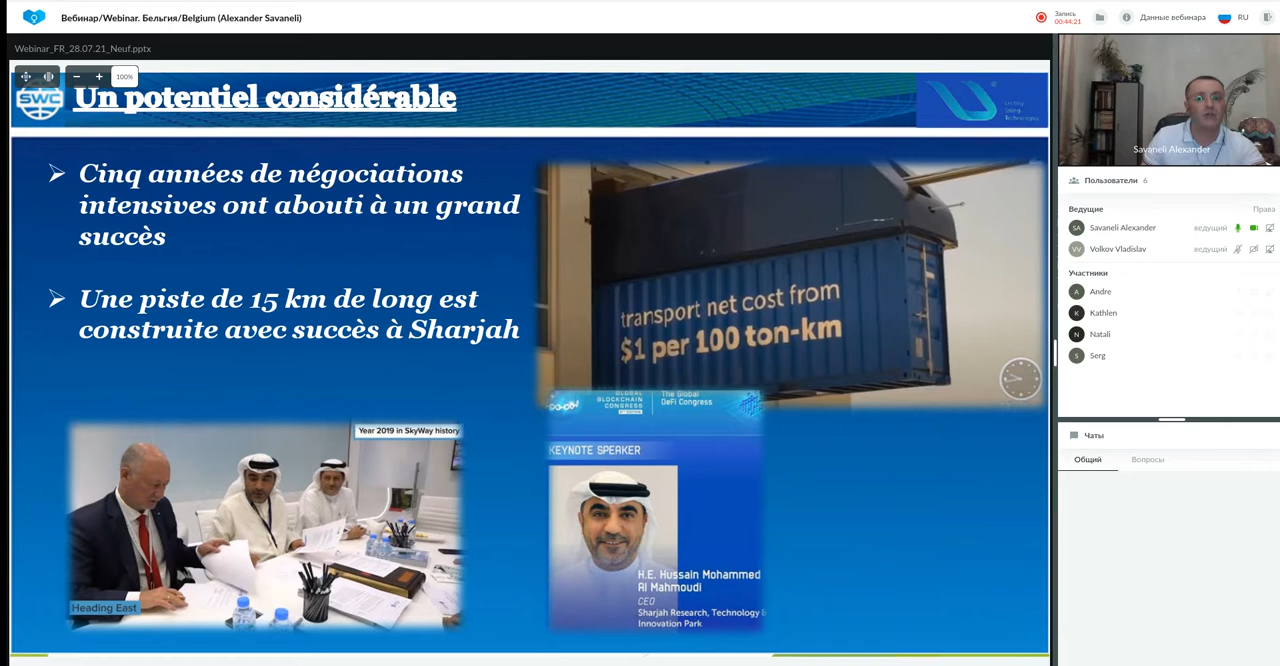 Вебинар/Webinar. Бельгия/Belgium (Alexander Savaneli)
Запись
00:44:21
Данные вебинара
RU
Webinar_FR_28.07.21_Neuf.pptx
100%
SWC
Un potentiel considérable
Cinq années de négociations
intensives ont abouti à un grand
succès
Une piste de 15 km de long est
construite avec succès à Sharjah
transport net cost from
$1 per 100 ton-km
GLOBAL
BLOCKCHAIN
CONGRESS
The Global
DeFi Congress
KEYNOTE SPEAKER
H.E. Hussain Mohammed
Al Mahmoudi
CEO
Sharjah Research, Technology &
Innovation Park
Year 2019 in SkyWay history
Heading East
Savaneli Alexander
Пользователи 6
Ведущие
Права
SA Savaneli Alexander ведущий
VV Volkov Vladislav ведущий
Участники
A Andre
K Kathlen
N Natali
S Serg
Чаты
Общий
Вопросы